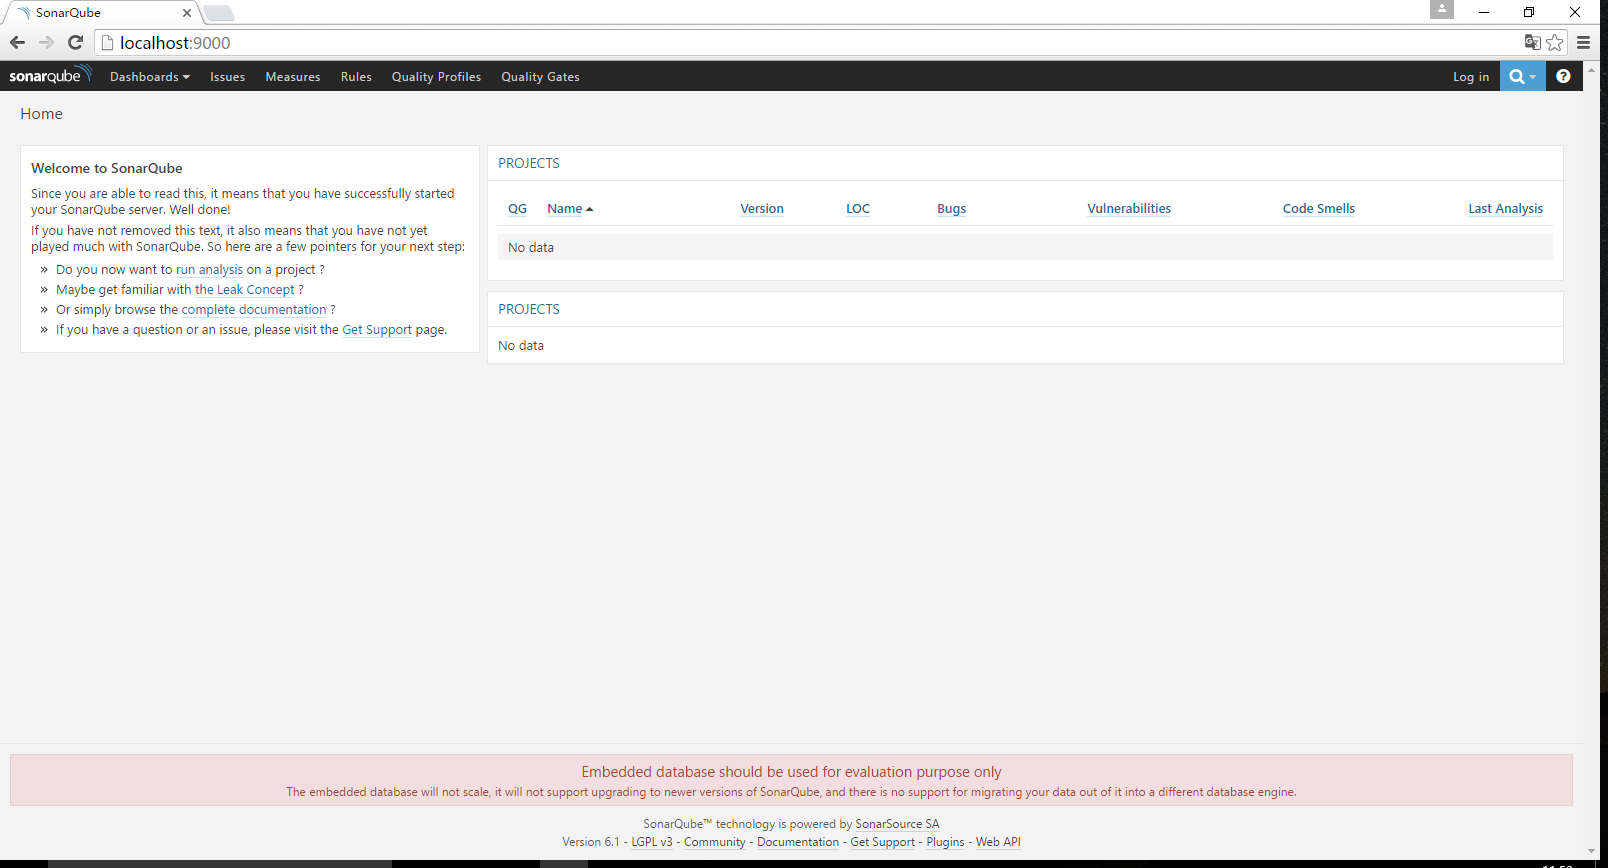 SonarQube
localhost:9000
sonarqube Dashboards Issues Measures Rules Quality Profiles Quality Gates Log in
Home
Welcome to SonarQube
Since you are able to read this, it means that you have successfully started
your SonarQube server. Well done!
If you have not removed this text, it also means that you have not yet
played much with SonarQube. So here are a few pointers for your next step:
» Do you now want to run analysis on a project ?
» Maybe get familiar with the Leak Concept ?
» Or simply browse the complete documentation ?
» If you have a question or an issue, please visit the Get Support page.
PROJECTS
QG Name Version LOC Bugs Vulnerabilities Code Smells Last Analysis
No data
PROJECTS
No data
Embedded database should be used for evaluation purpose only
The embedded database will not scale, it will not support upgrading to newer versions of SonarQube, and there is no support for migrating your data out of it into a different database engine.
SonarQube™ technology is powered by SonarSource SA
Version 6.1 - LGPL v3 - Community - Documentation - Get Support - Plugins - Web API